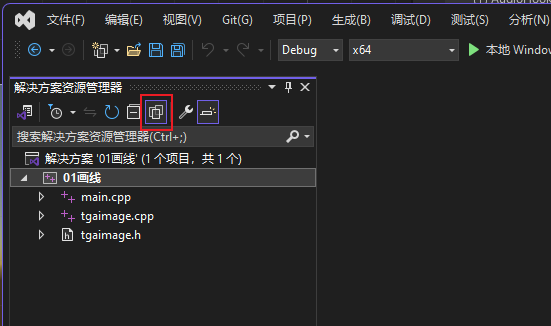 文件(F) 编辑(E) 视图(V) Git(G) 项目(P) 生成(B) 调试(D) 测试(S) 分析(N)
Debug x64 本地 Window
解决方案资源管理器
搜索解决方案资源管理器(Ctrl+;)
解决方案 '01画线' (1 个项目，共 1 个)
01画线
main.cpp
tgaimage.cpp
tgaimage.h